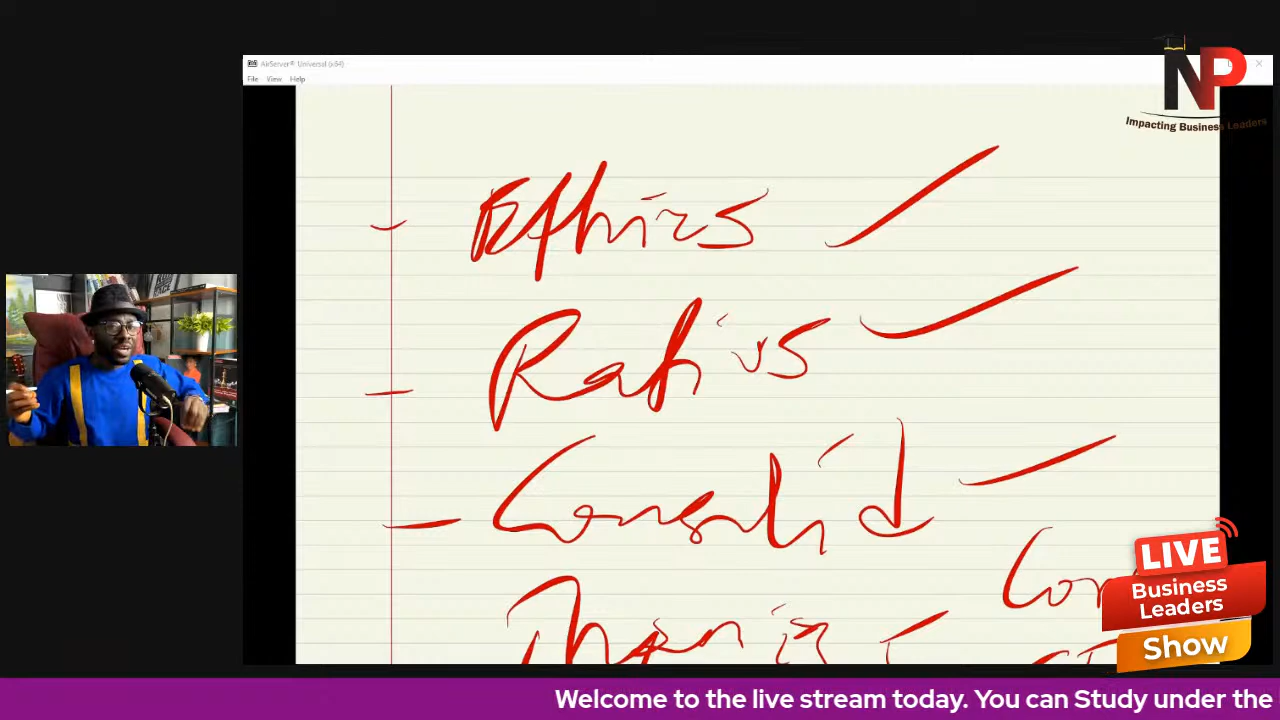 AirServer® Universal (x64)
File View Help
NP
Impacting Business Leaders
Ethics
Ratios
Consolid
LIVE
Business
Leaders
Show
Welcome to the live stream today. You can Study under the